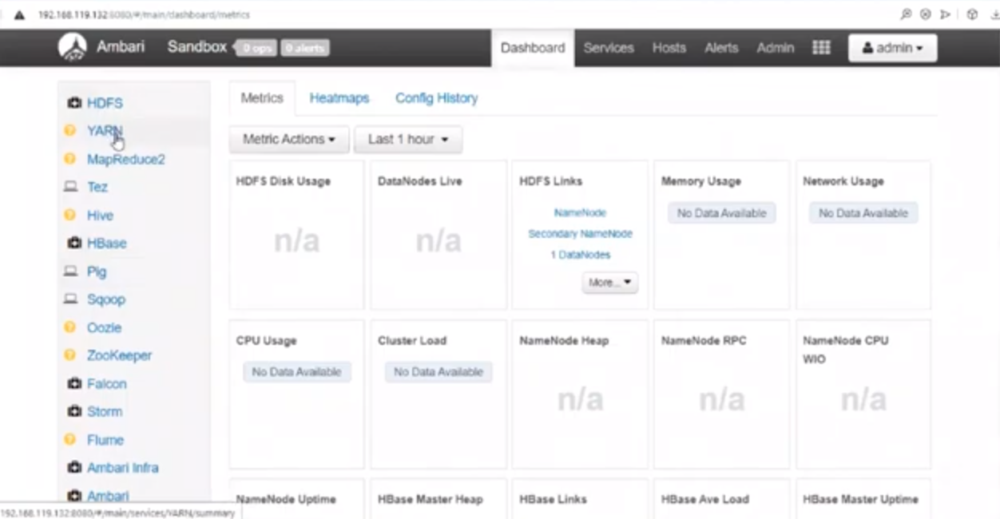 192.168.119.132:8080/#/main/dashboard/metrics
Ambari Sandbox 0 ops 0 alerts Dashboard Services Hosts Alerts Admin admin
HDFS
YARN
MapReduce2
Tez
Hive
HBase
Pig
Sqoop
Oozie
ZooKeeper
Falcon
Storm
Flume
Ambari Infra
Ambari
Metrics Heatmaps Config History
Metric Actions Last 1 hour
HDFS Disk Usage
n/a
DataNodes Live
n/a
HDFS Links
NameNode
Secondary NameNode
1 DataNodes
More...
Memory Usage
No Data Available
Network Usage
No Data Available
CPU Usage
No Data Available
Cluster Load
No Data Available
NameNode Heap
n/a
NameNode RPC
n/a
NameNode CPU
WIO
n/a
NameNode Uptime
HBase Master Heap
HBase Links
HBase Ave Load
HBase Master Uptime
192.168.119.132:8080/#/main/services/YARN/summary